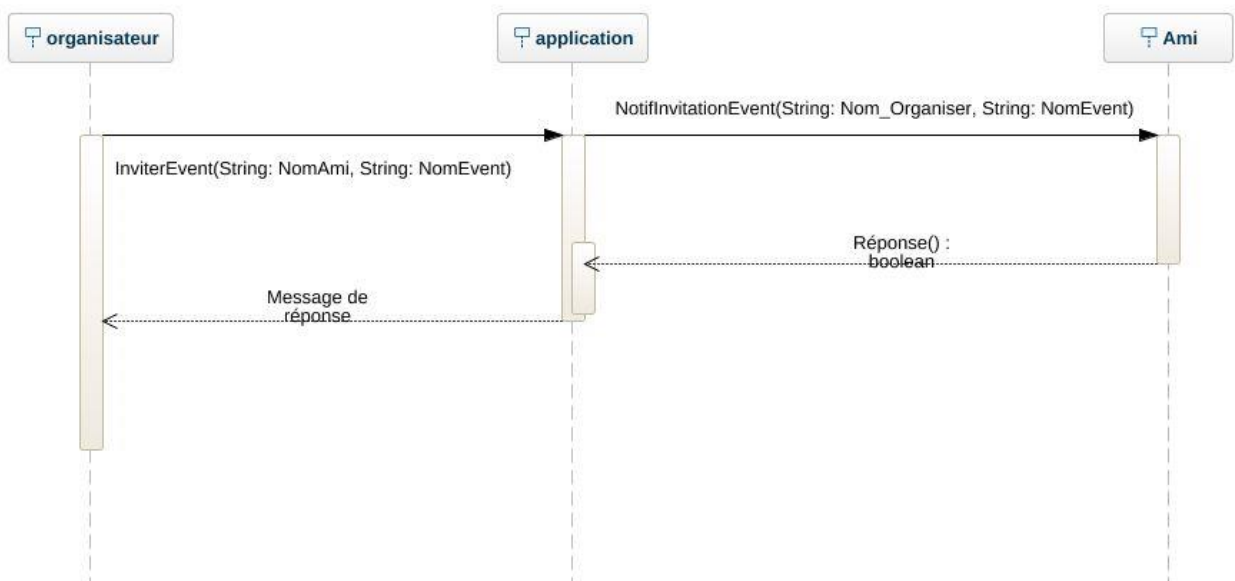 organisateur
application
Ami
NotifInvitationEvent(String: Nom_Organiser, String: NomEvent)
InviterEvent(String: NomAmi, String: NomEvent)
Réponse() :
boolean
Message de
réponse